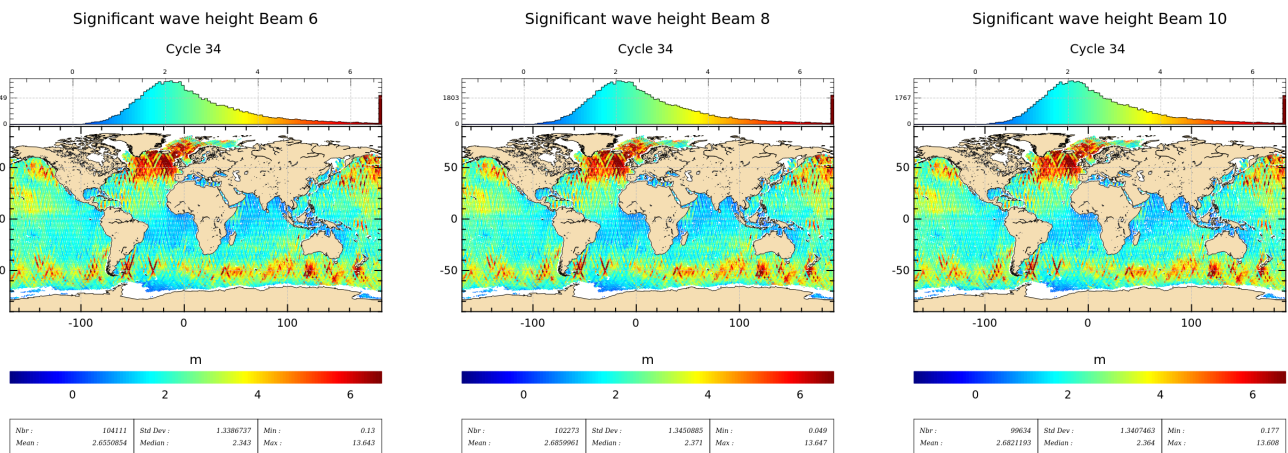 Significant wave height Beam 6
Significant wave height Beam 8
Significant wave height Beam 10
Cycle 34
Cycle 34
Cycle 34
0 2 4 6
0 2 4 6
0 2 4 6
49
1803
1767
0
0
0
50 50
0 0 0
0 -50 -50
-100 0 100
-100 0 100
-100 0 100
m
m
m
0 2 4 6
0 2 4 6
0 2 4 6
Nbr : 104111 Std Dev : 1.3386737 Min : 0.13
Mean : 2.6550854 Median : 2.343 Max : 13.643
Nbr : 102273 Std Dev : 1.3450885 Min : 0.049
Mean : 2.6859961 Median : 2.371 Max : 13.647
Nbr : 99634 Std Dev : 1.3407463 Min : 0.177
Mean : 2.6821193 Median : 2.364 Max : 13.608